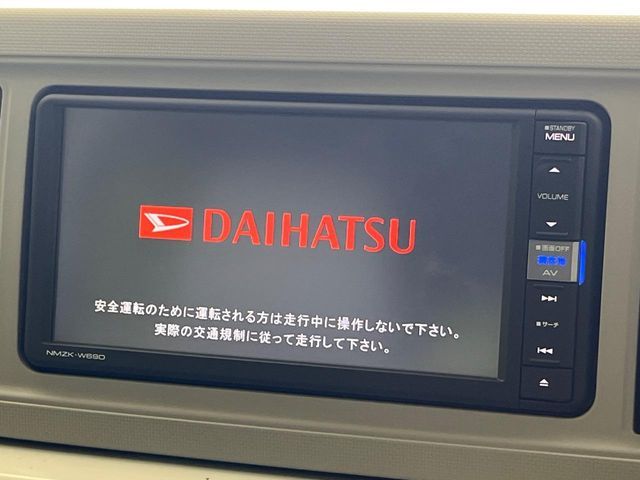 DAIHATSU
安全運転のために運転される方は走行中に操作しないで下さい。
実際の交通規制に従って走行して下さい。
NMZK-W69D
■STANDBY
MENU
VOLUME
■画面OFF
現在地
AV
■サーチ